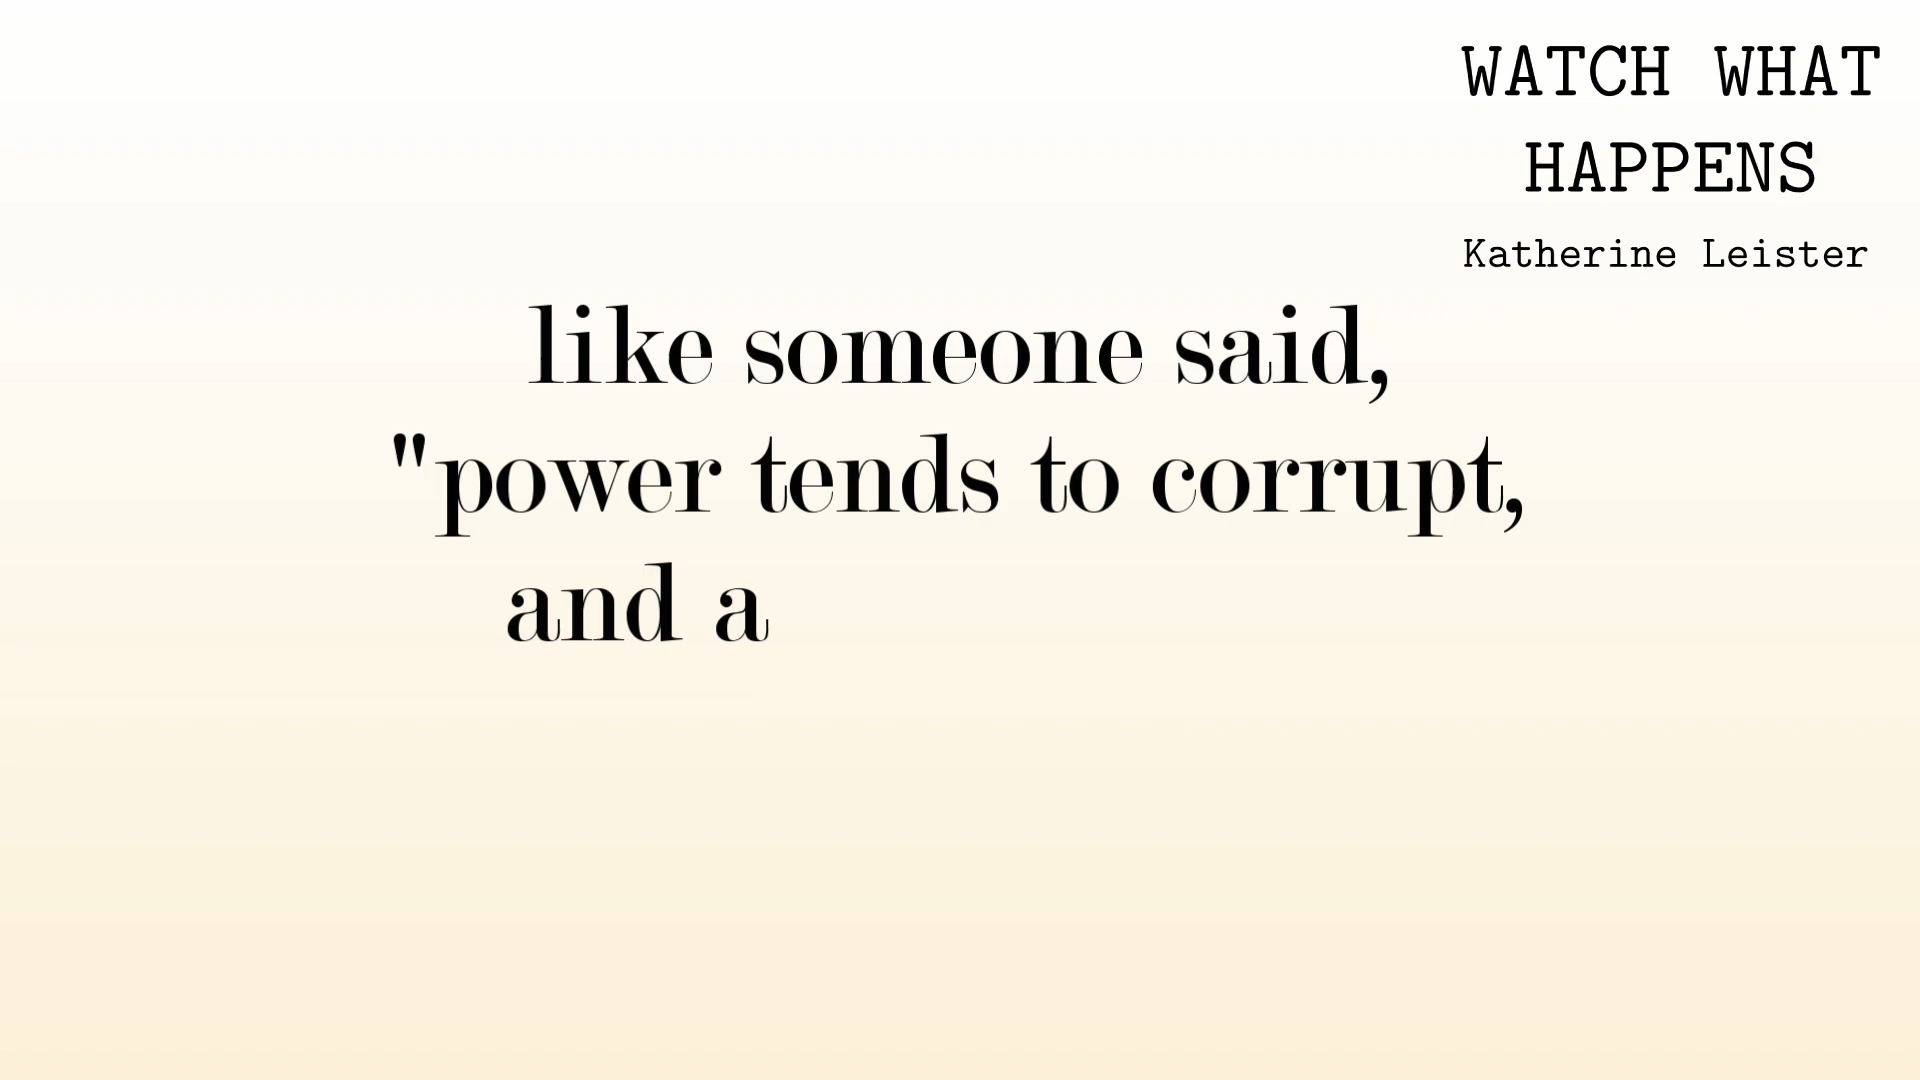 WATCH WHAT
HAPPENS
Katherine Leister
like someone said,
"power tends to corrupt,
and a